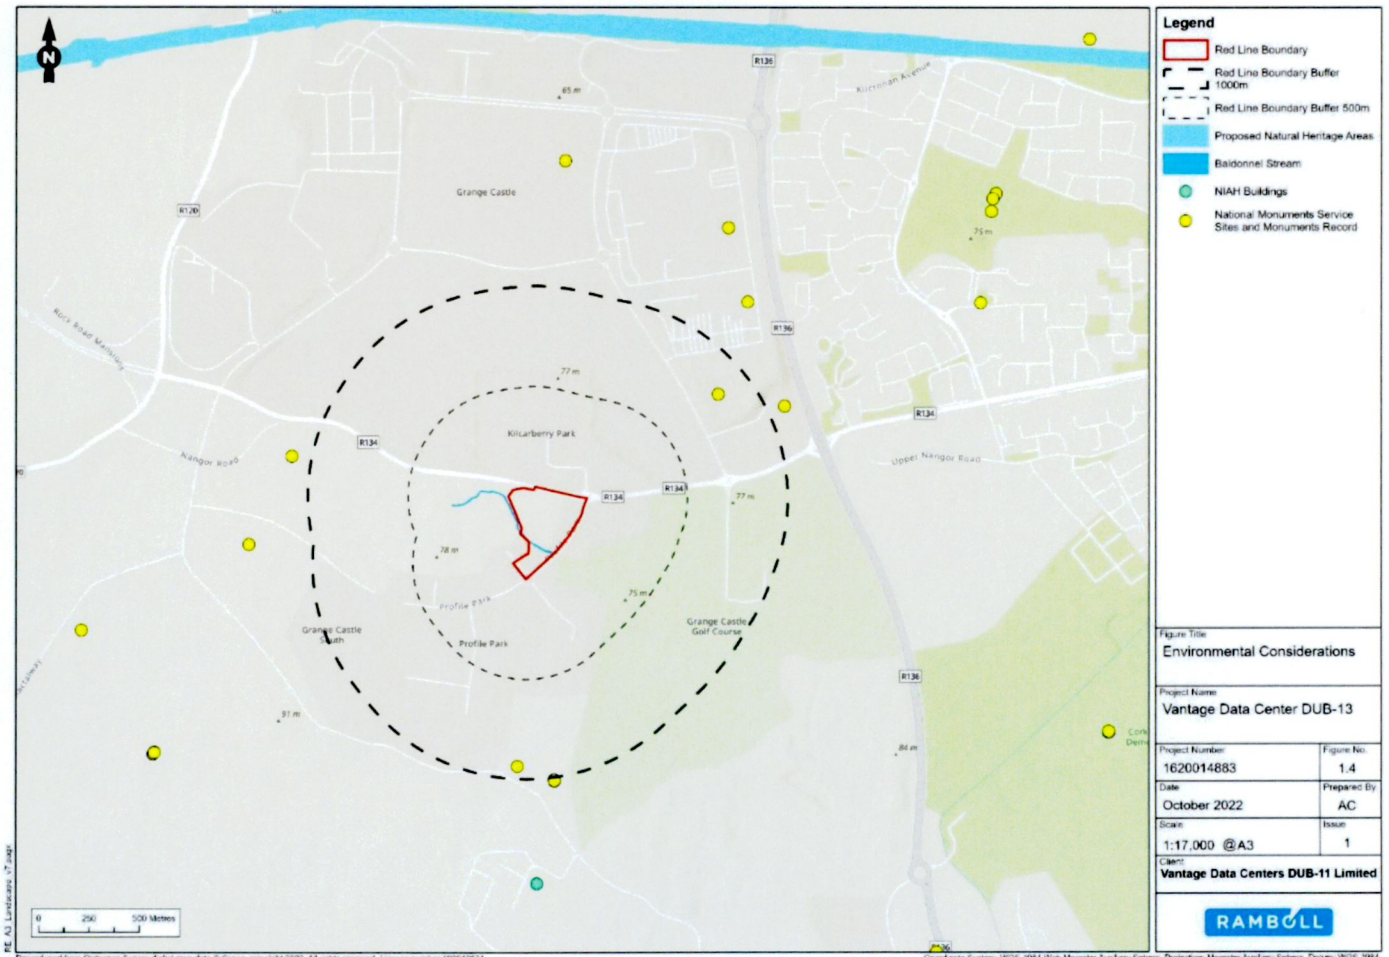 N
R136
Kilcronan Avenue
65 m
Grange Castle
R120
75 m
Rock Road Mansions
R136
77 m
R134
Kilcarberry Park
R134
Nangor Road
Upper Nangor Road
R134
R134
77 m
78 m
75 m
Profile Park
Grange Castle
South
Profile Park
Grange Castle
Golf Course
R136
91 m
84 m
0 250 500 Metres
Legend
Red Line Boundary
Red Line Boundary Buffer
1000m
Red Line Boundary Buffer 500m
Proposed Natural Heritage Areas
Baldonnel Stream
NIAH Buildings
National Monuments Service
Sites and Monuments Record
Figure Title
Environmental Considerations
Project Name
Vantage Data Center DUB-13
Project Number
1620014883
Figure No.
1.4
Date
October 2022
Prepared By
AC
Scale
1:17,000 @A3
Issue
1
Client
Vantage Data Centers DUB-11 Limited
RAMBOLL